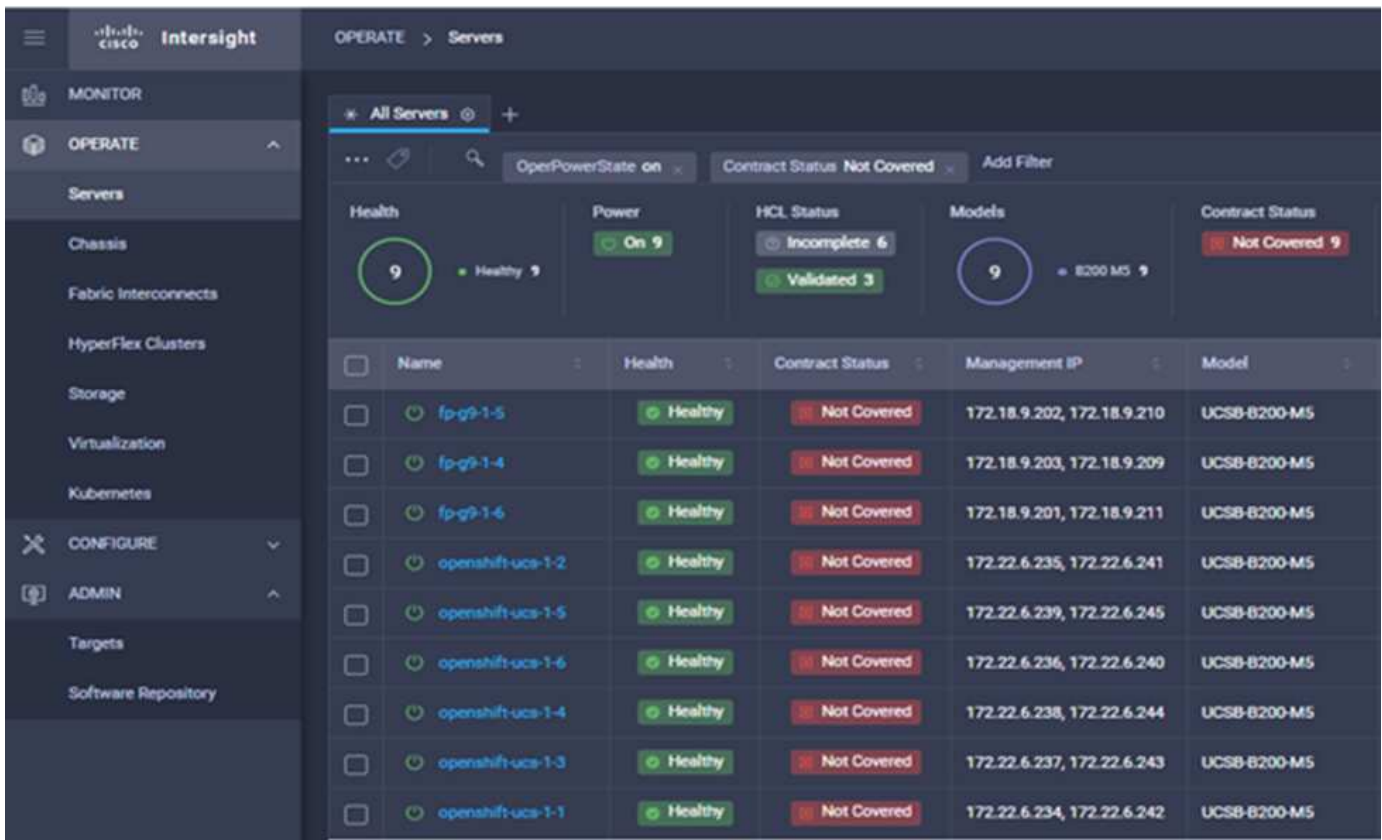 CISCO Intersight
OPERATE > Servers
MONITOR
OPERATE
Servers
Chassis
Fabric Interconnects
HyperFlex Clusters
Storage
Virtualization
Kubernetes
CONFIGURE
ADMIN
Targets
Software Repository
All Servers +
... OperPowerState on × Contract Status Not Covered × Add Filter
Health Power HCL Status Models Contract Status
9 Healthy 9 On 9 Incomplete 6 9 B200 M5 9 Not Covered 9
Validated 3
Name Health Contract Status Management IP Model
fp-g9-1-5 Healthy Not Covered 172.18.9.202, 172.18.9.210 UCSB-B200-M5
fp-g9-1-4 Healthy Not Covered 172.18.9.203, 172.18.9.209 UCSB-B200-M5
fp-g9-1-6 Healthy Not Covered 172.18.9.201, 172.18.9.211 UCSB-B200-M5
openshift-ucs-1-2 Healthy Not Covered 172.22.6.235, 172.22.6.241 UCSB-B200-M5
openshift-ucs-1-5 Healthy Not Covered 172.22.6.239, 172.22.6.245 UCSB-B200-M5
openshift-ucs-1-6 Healthy Not Covered 172.22.6.236, 172.22.6.240 UCSB-B200-M5
openshift-ucs-1-4 Healthy Not Covered 172.22.6.238, 172.22.6.244 UCSB-B200-M5
openshift-ucs-1-3 Healthy Not Covered 172.22.6.237, 172.22.6.243 UCSB-B200-M5
openshift-ucs-1-1 Healthy Not Covered 172.22.6.234, 172.22.6.242 UCSB-B200-M5